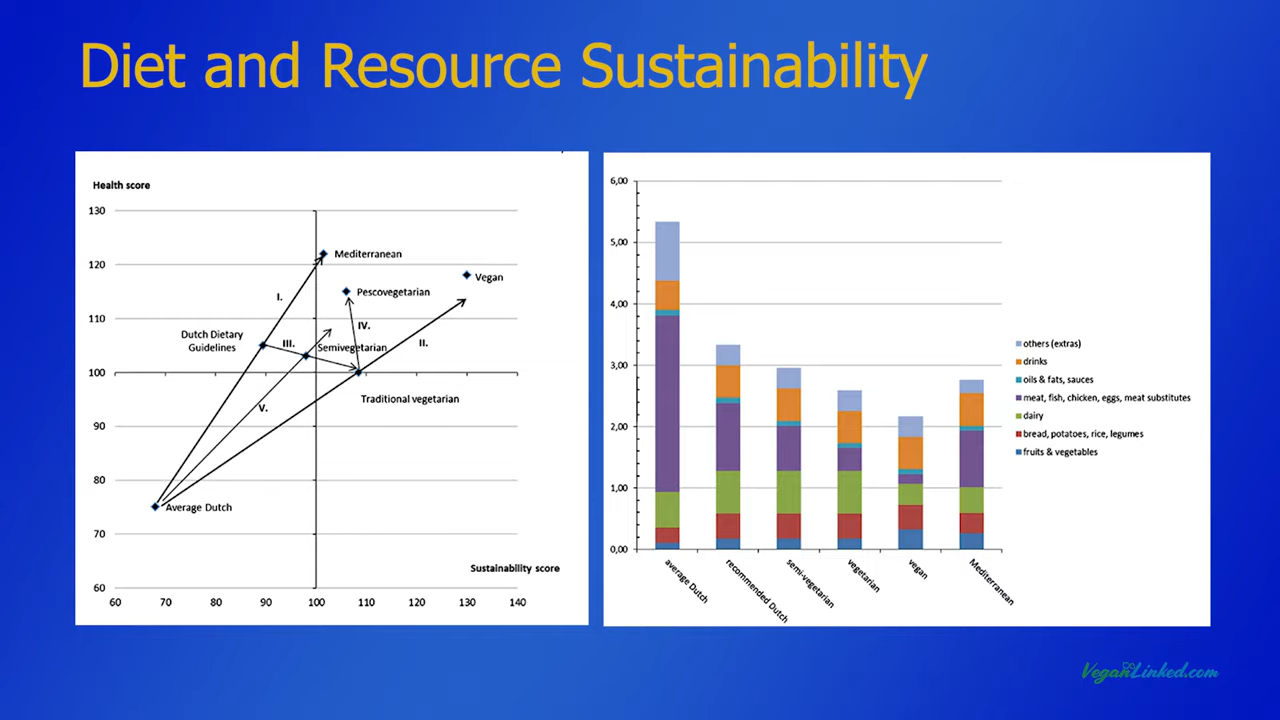 Diet and Resource Sustainability
Health score
130
120
110
100
90
80
70
60
60 70 80 90 100 110 120 130 140
Mediterranean
Vegan
Pescovegetarian
I.
IV.
Dutch Dietary
Guidelines
III.
Semivegetarian
II.
Traditional vegetarian
V.
Average Dutch
Sustainability score
6,00
5,00
4,00
3,00
2,00
1,00
0,00
average Dutch
recommended Dutch
semi-vegetarian
vegetarian
vegan
Mediterranean
others (extras)
drinks
oils & fats, sauces
meat, fish, chicken, eggs, meat substitutes
dairy
bread, potatoes, rice, legumes
fruits & vegetables
VeganLinked.com